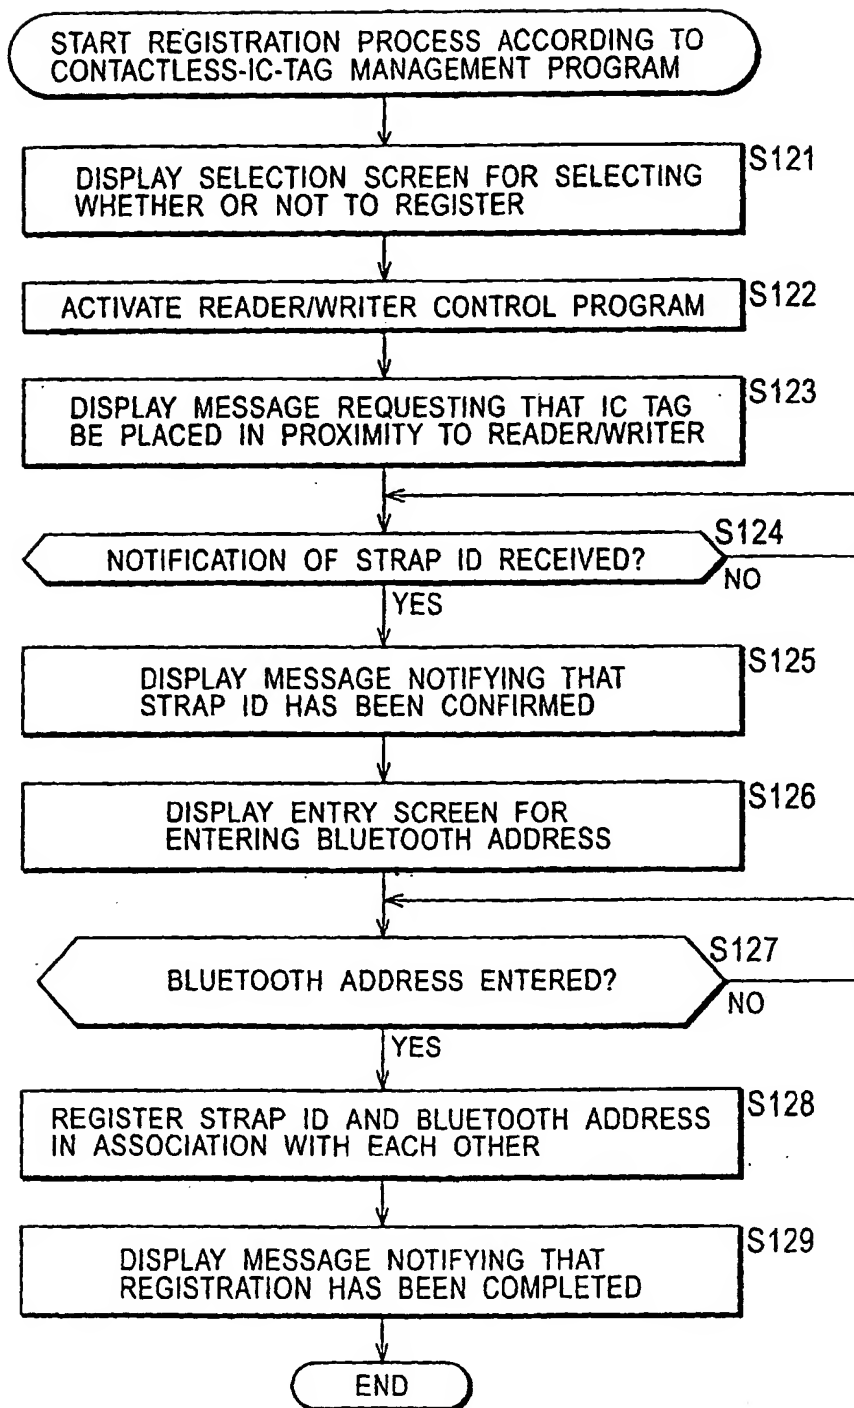 START REGISTRATION PROCESS ACCORDING TO
CONTACTLESS-IC-TAG MANAGEMENT PROGRAM
S121
DISPLAY SELECTION SCREEN FOR SELECTING
WHETHER OR NOT TO REGISTER
S122
ACTIVATE READER/WRITER CONTROL PROGRAM
S123
DISPLAY MESSAGE REQUESTING THAT IC TAG
BE PLACED IN PROXIMITY TO READER/WRITER
S124
NOTIFICATION OF STRAP ID RECEIVED?
NO
YES
S125
DISPLAY MESSAGE NOTIFYING THAT
STRAP ID HAS BEEN CONFIRMED
S126
DISPLAY ENTRY SCREEN FOR
ENTERING BLUETOOTH ADDRESS
S127
BLUETOOTH ADDRESS ENTERED?
NO
YES
S128
REGISTER STRAP ID AND BLUETOOTH ADDRESS
IN ASSOCIATION WITH EACH OTHER
S129
DISPLAY MESSAGE NOTIFYING THAT
REGISTRATION HAS BEEN COMPLETED
END